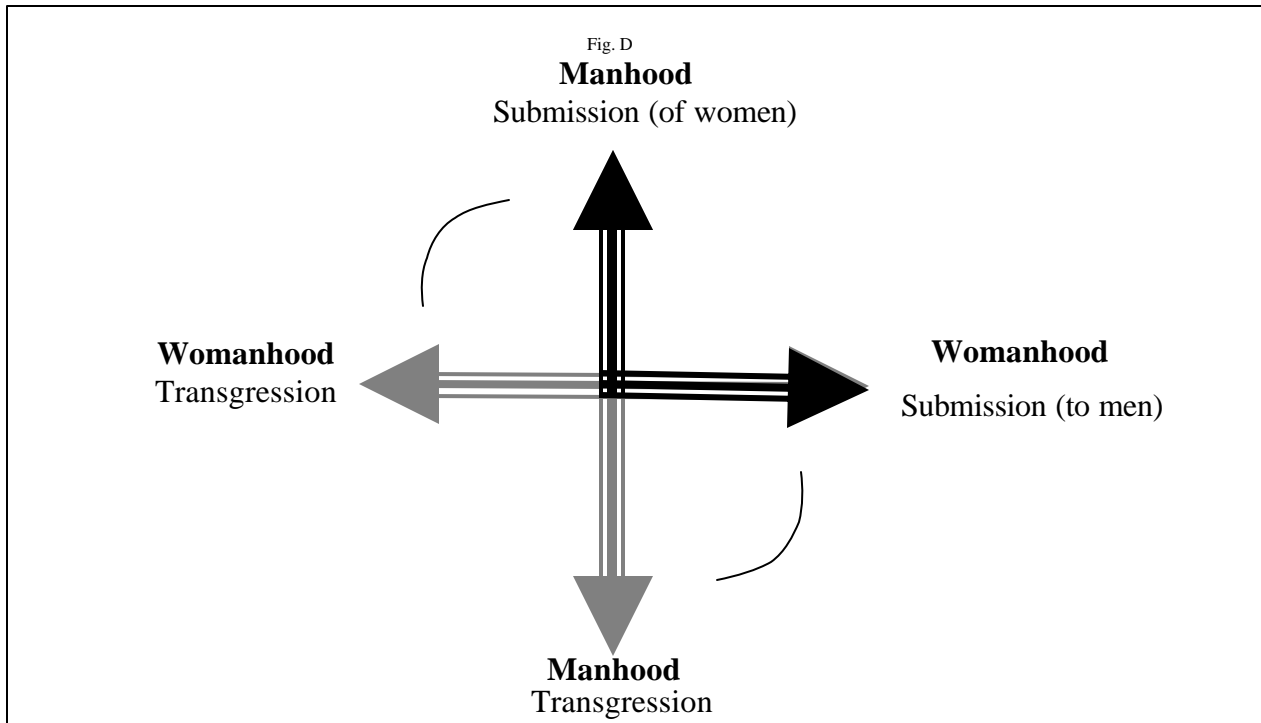 Fig. D
Manhood
Submission (of women)
Womanhood
Transgression
Womanhood
Submission (to men)
Manhood
Transgression